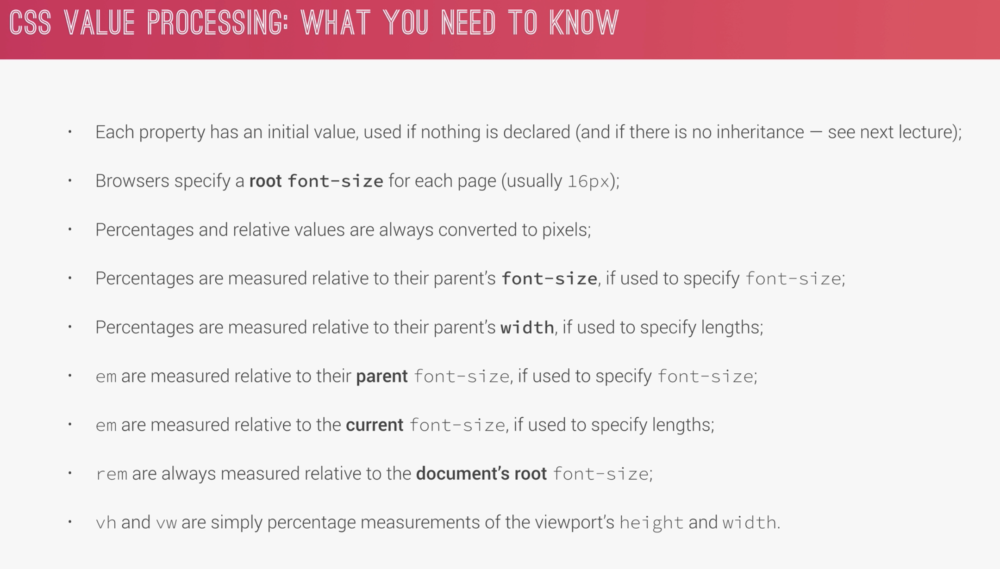 CSS VALUE PROCESSING: WHAT YOU NEED TO KNOW
• Each property has an initial value, used if nothing is declared (and if there is no inheritance — see next lecture);
• Browsers specify a root font-size for each page (usually 16px);
• Percentages and relative values are always converted to pixels;
• Percentages are measured relative to their parent’s font-size, if used to specify font-size;
• Percentages are measured relative to their parent’s width, if used to specify lengths;
• em are measured relative to their parent font-size, if used to specify font-size;
• em are measured relative to the current font-size, if used to specify lengths;
• rem are always measured relative to the document’s root font-size;
• vh and vw are simply percentage measurements of the viewport’s height and width.